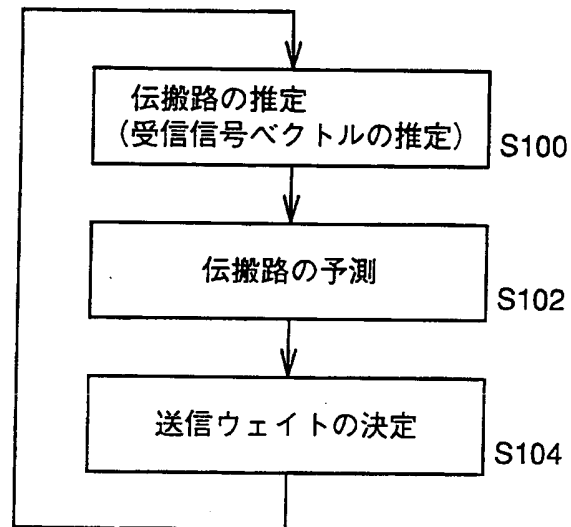 伝搬路の推定
(受信信号ベクトルの推定)
S100
伝搬路の予測
S102
送信ウェイトの決定
S104